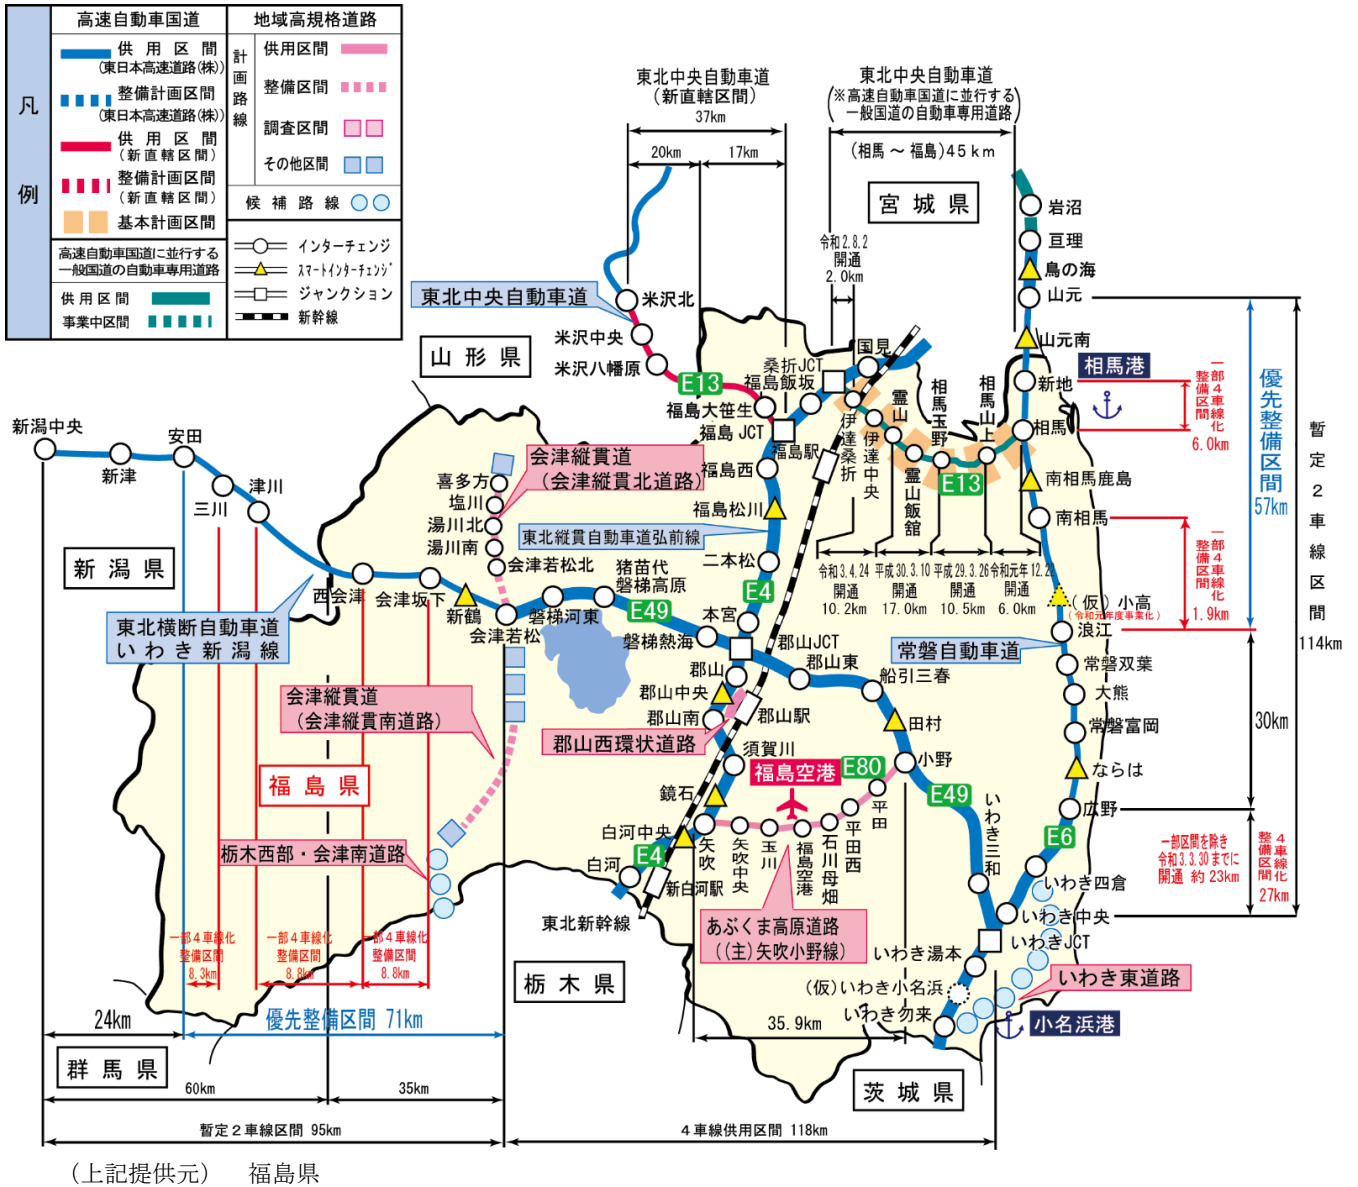 凡
例
高速自動車国道
供用区間
(東日本高速道路(株))
整備計画区間
(東日本高速道路(株))
供用区間
(新直轄区間)
整備計画区間
(新直轄区間)
基本計画区間
高速自動車国道に並行する
一般国道の自動車専用道路
供用区間
事業中区間
地域高規格道路
計画路線
供用区間
整備区間
調査区間
その他区間
候補路線
インターチェンジ
スマートインターチェンジ
ジャンクション
新幹線
東北中央自動車道
(新直轄区間)
37km
20km
17km
東北中央自動車道
(※高速自動車国道に並行する
一般国道の自動車専用道路)
(相馬 ～ 福島)45km
宮城県
岩沼
亘理
鳥の海
山元
山元南
令和2.8.2
開通
2.0km
東北中央自動車道
米沢北
米沢中央
米沢八幡原
山形県
E13
桑折JCT
国見
福島飯坂
福島大笹生
福島JCT
福島駅
福島西
福島松川
伊達桑折
伊達中央
霊山
霊山飯舘
相馬玉野
相馬山上
E13
新地
相馬港
相馬
一部4車線化
整備区間
6.0km
優先整備区間
57km
暫定2車線区間
114km
南相馬鹿島
南相馬
一部4車線化
整備区間
1.9km
令和3.4.24
開通
10.2km
平成30.3.10
開通
17.0km
平成29.3.26
開通
10.5km
令和元年12.22
開通
6.0km
(仮)小高
(令和元年度事業化)
浪江
常磐自動車道
常磐双葉
大熊
常磐富岡
ならは
広野
30km
E6
一部区間を除き
令和3.3.30までに
開通 約23km
4車線化
整備区間
27km
新潟中央
新津
安田
三川
津川
新潟県
西会津
会津坂下
新鶴
会津若松
東北横断自動車道
いわき新潟線
会津縦貫道
(会津縦貫北道路)
喜多方
塩川
湯川北
湯川南
会津若松北
東北縦貫自動車道弘前線
二本松
E4
本宮
猪苗代
磐梯高原
磐梯河東
E49
磐梯熱海
郡山JCT
郡山
郡山東
郡山中央
郡山南
郡山駅
船引三春
田村
小野
会津縦貫道
(会津縦貫南道路)
郡山西環状道路
福島県
須賀川
鏡石
福島空港
E80
E49
栃木西部・会津南道路
白河中央
白河
E4
新白河駅
東北新幹線
矢吹
矢吹中央
玉川
福島空港
石川母畑
平田西
平田
いわき三和
いわき四倉
いわき中央
いわきJCT
いわき湯本
(仮)いわき小名浜
いわき勿来
あぶくま高原道路
((主)矢吹小野線)
いわき東道路
小名浜港
栃木県
茨城県
群馬県
一部4車線化
整備区間
8.3km
一部4車線化
整備区間
8.8km
一部4車線化
整備区間
8.8km
24km
優先整備区間 71km
35.9km
60km
35km
暫定2車線区間 95km
4車線供用区間 118km
(上記提供元) 福島県